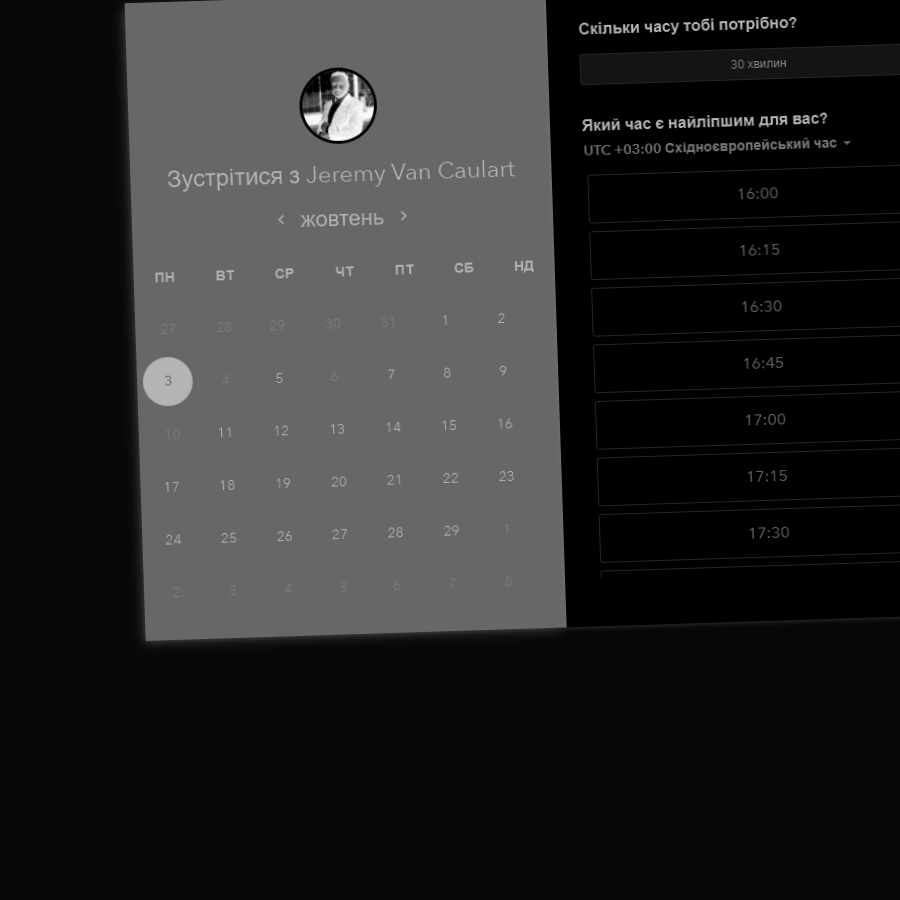 Зустрітися з Jeremy Van Caulart
жовтень
ПН ВТ СР ЧТ ПТ СБ НД
27 28 29 30 31 1 2
3 4 5 6 7 8 9
10 11 12 13 14 15 16
17 18 19 20 21 22 23
24 25 26 27 28 29 1
2 3 4 5 6 7 8
Скільки часу тобі потрібно?
30 хвилин
Який час є найліпшим для вас?
UTC +03:00 Східноєвропейський час
16:00
16:15
16:30
16:45
17:00
17:15
17:30